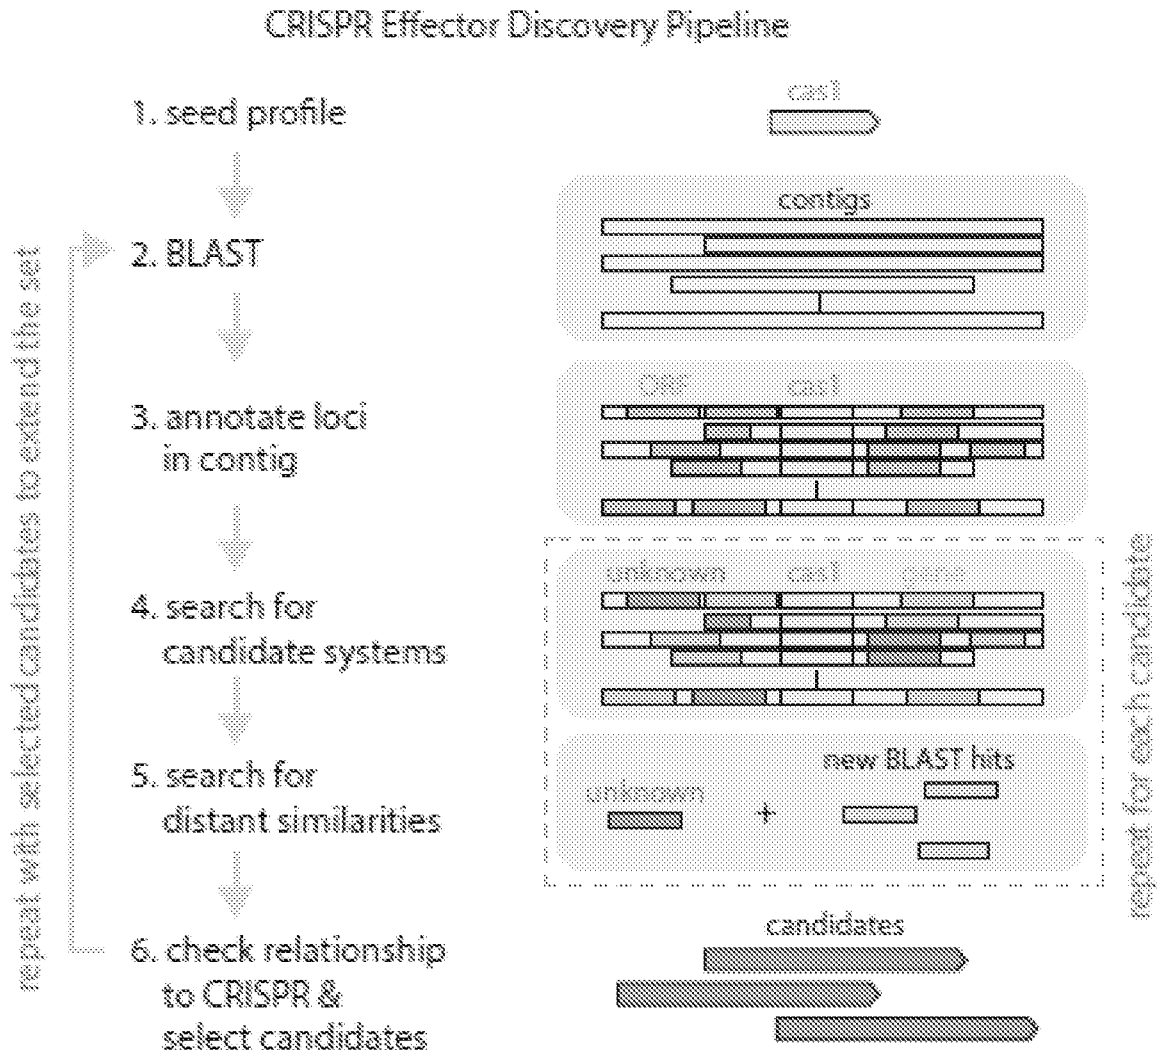 CRISPR Effector Discovery Pipeline
1. seed profile
cas1
2. BLAST
contigs
3. annotate loci
in contig
ORF
cas1
4. search for
candidate systems
unknown
cas1
gene
5. search for
distant similarities
unknown
+
new BLAST hits
6. check relationship
to CRISPR &
select candidates
candidates
repeat with selected candidates to extend the set
repeat for each candidate